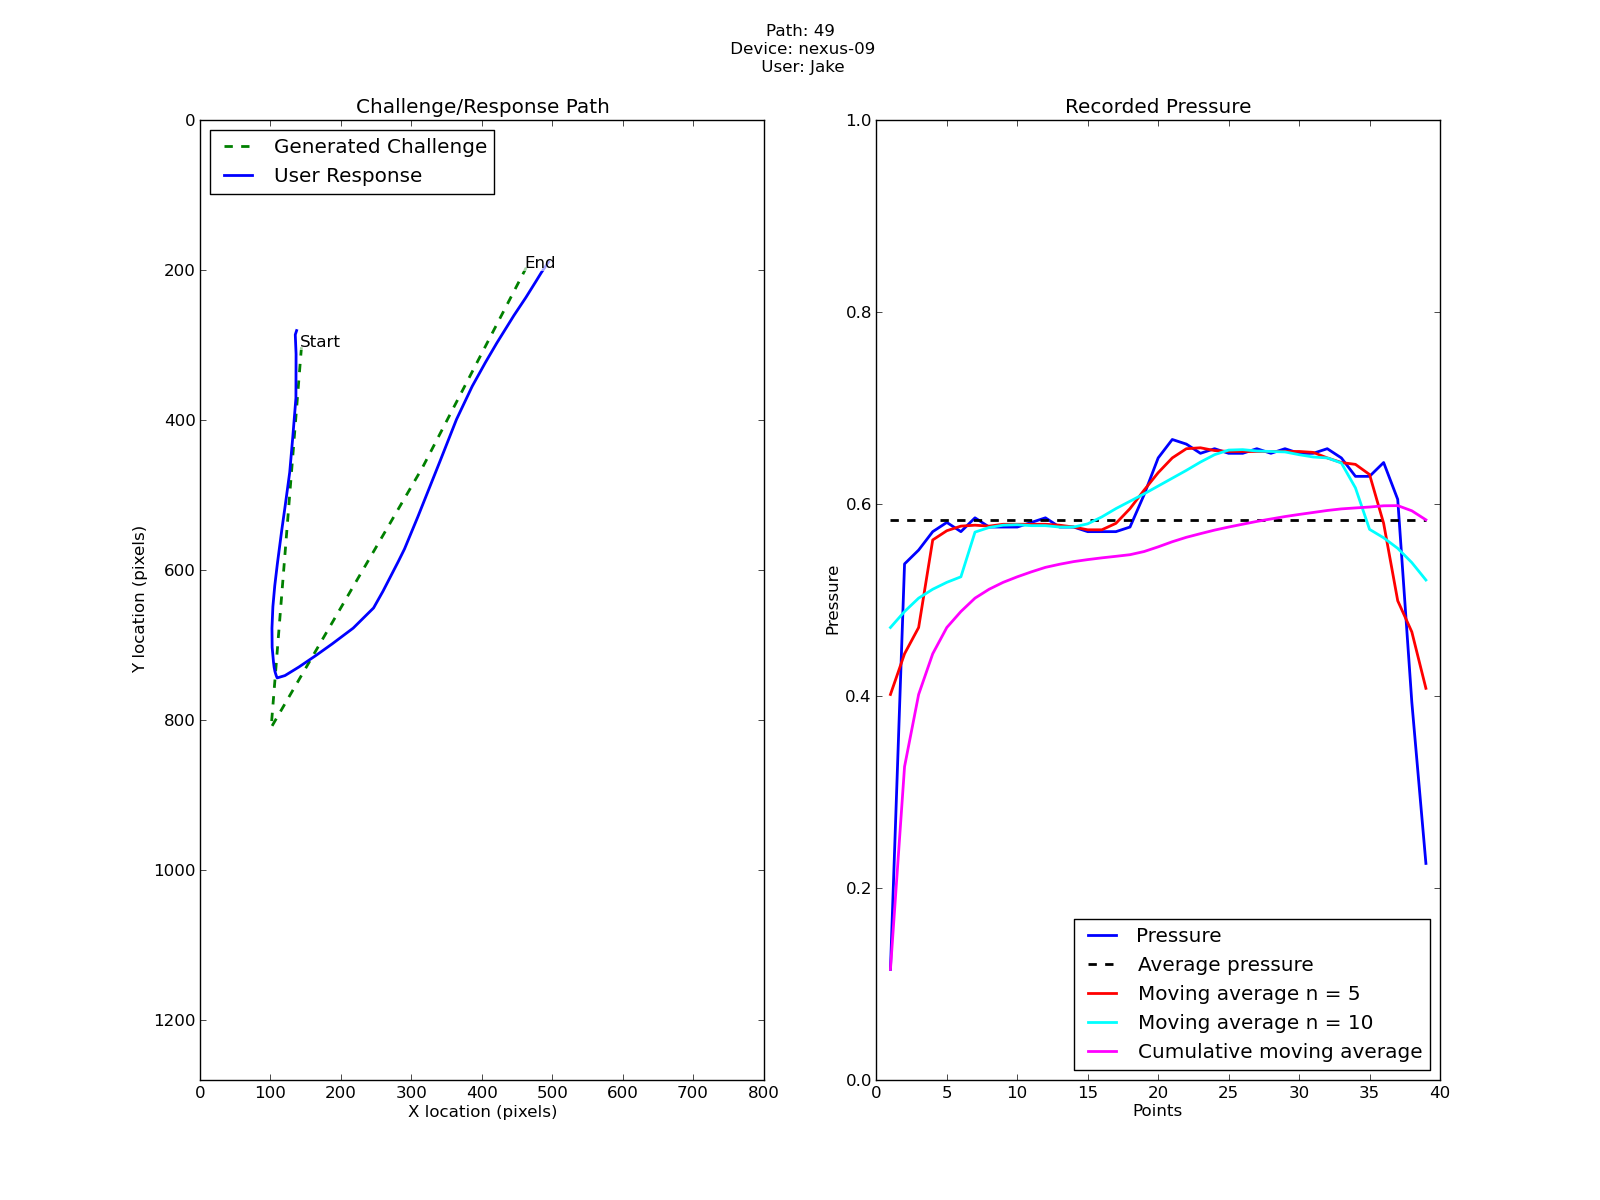 Path: 49
Device: nexus-09
User: Jake
Challenge/Response Path
0
200
400
600
800
1000
1200
Y location (pixels)
Generated Challenge
User Response
Start
End
0 100 200 300 400 500 600 700 800
X location (pixels)
Recorded Pressure
1.0
0.8
0.6
0.4
0.2
0.0
Pressure
Pressure
Average pressure
Moving average n = 5
Moving average n = 10
Cumulative moving average
0 5 10 15 20 25 30 35 40
Points